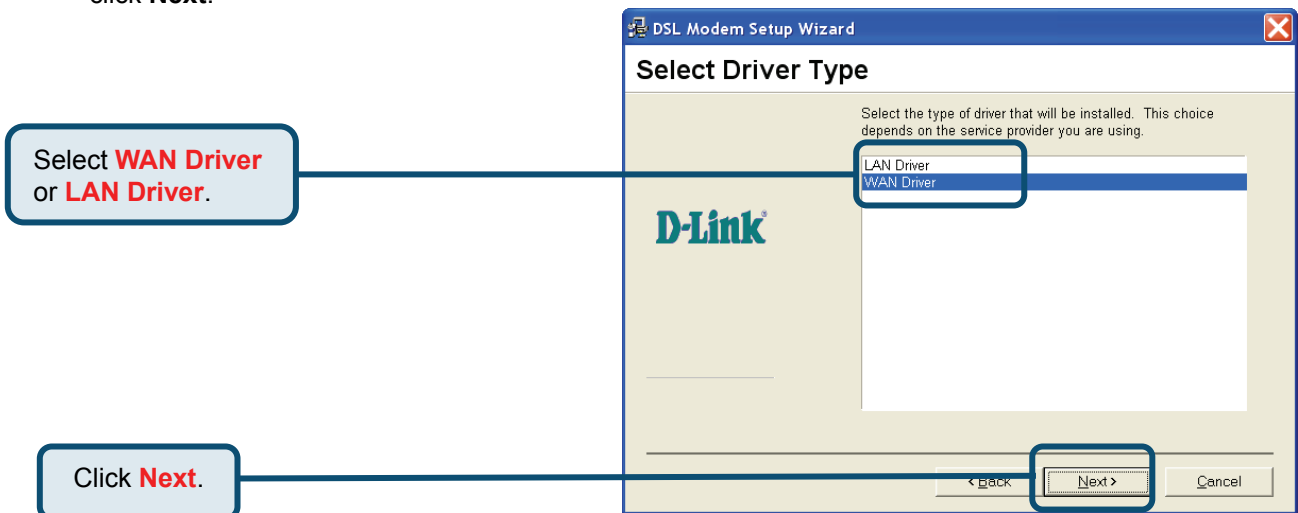 click Next.
DSL Modem Setup Wizard
Select Driver Type
Select the type of driver that will be installed. This choice
depends on the service provider you are using.
Select WAN Driver
or LAN Driver.
LAN Driver
WAN Driver
D-Link
Click Next.
< Back
Next >
Cancel